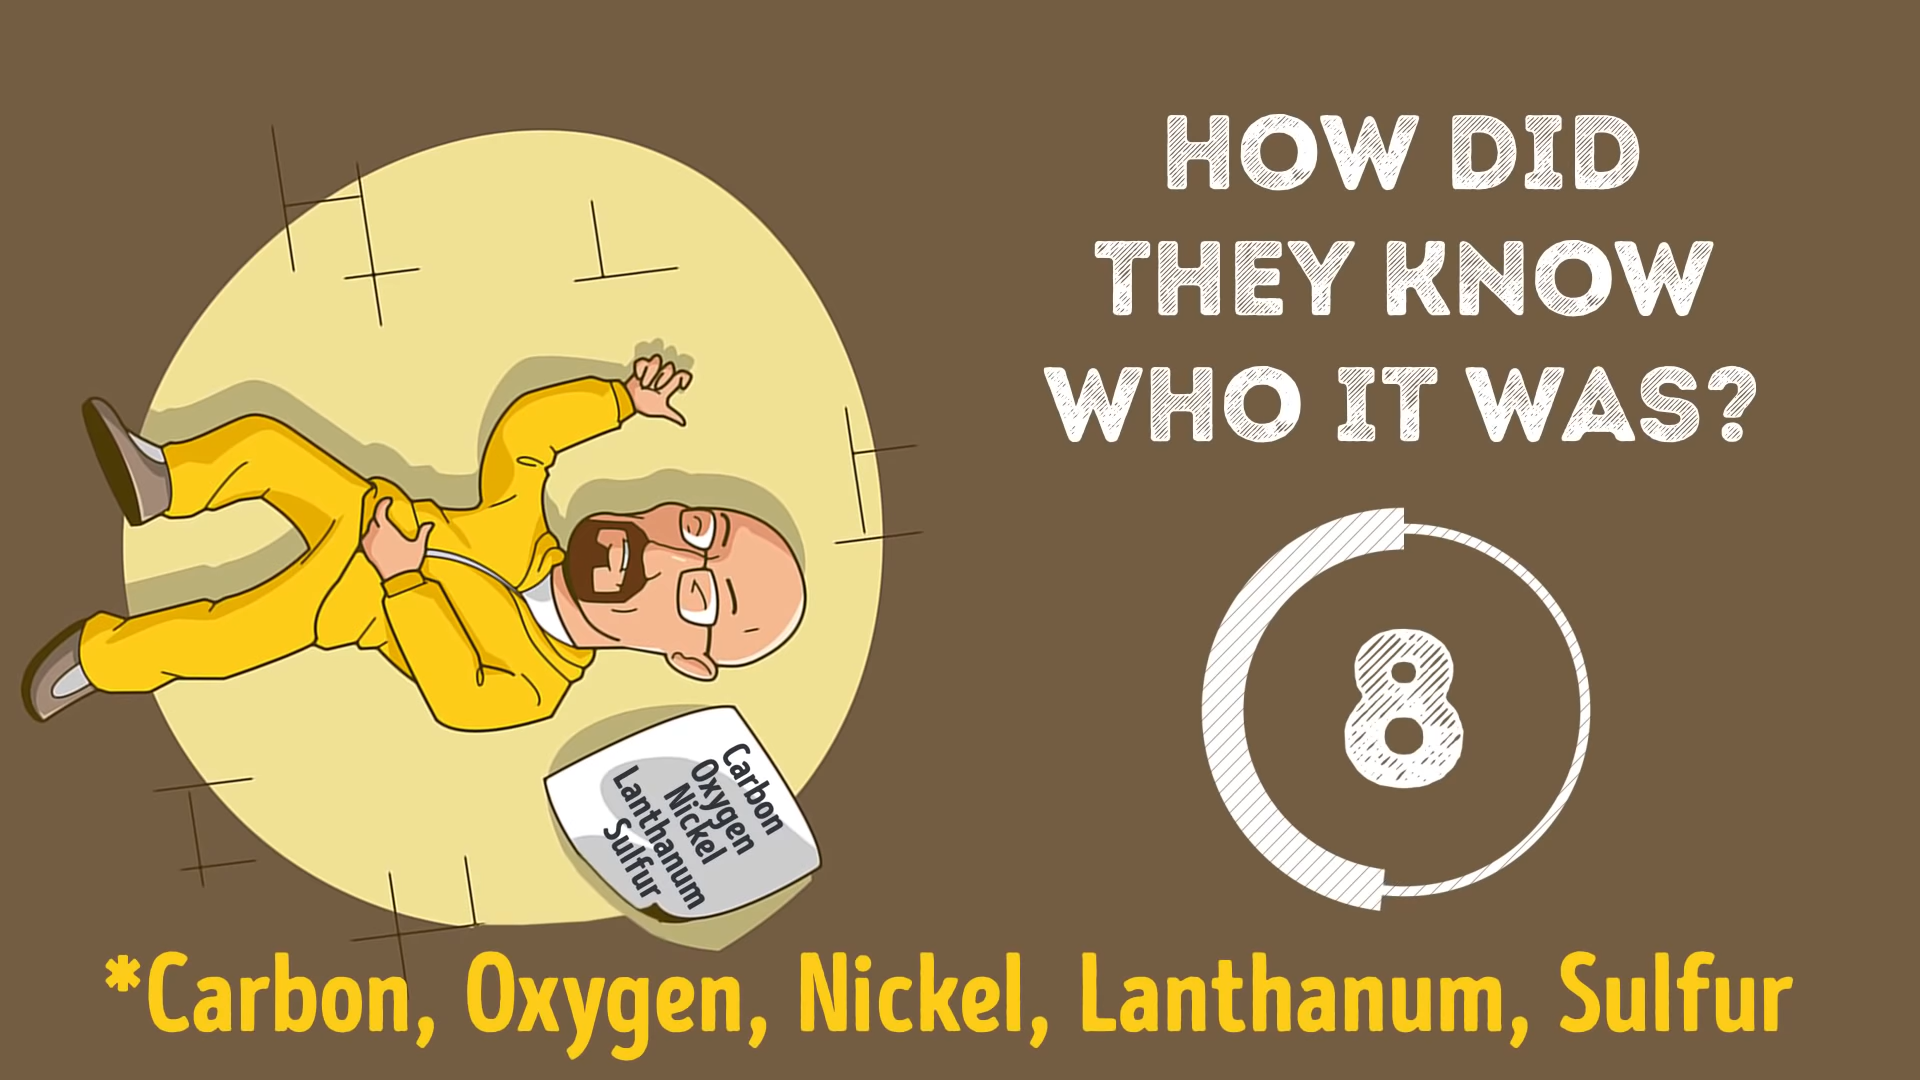 HOW DID
THEY KNOW
WHO IT WAS?
8
Carbon
Oxygen
Nickel
Lanthanum
Sulfur
*Carbon, Oxygen, Nickel, Lanthanum, Sulfur